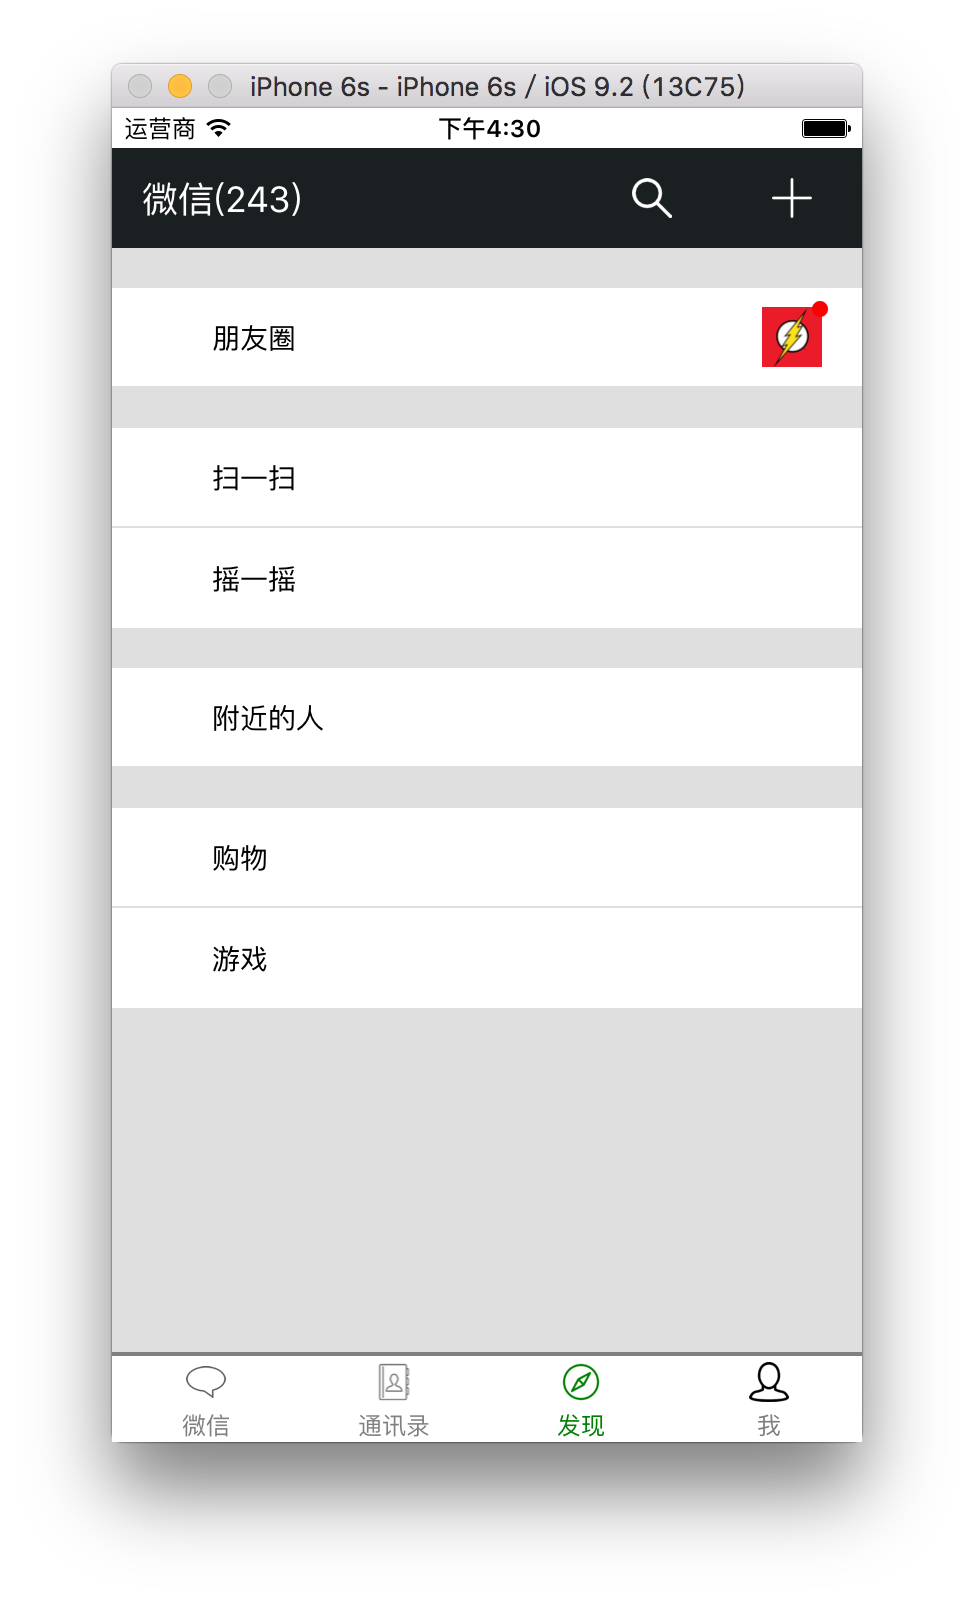 iPhone 6s - iPhone 6s / iOS 9.2 (13C75)
运营商 下午4:30
微信(243)
朋友圈
扫一扫
摇一摇
附近的人
购物
游戏
微信 通讯录 发现 我